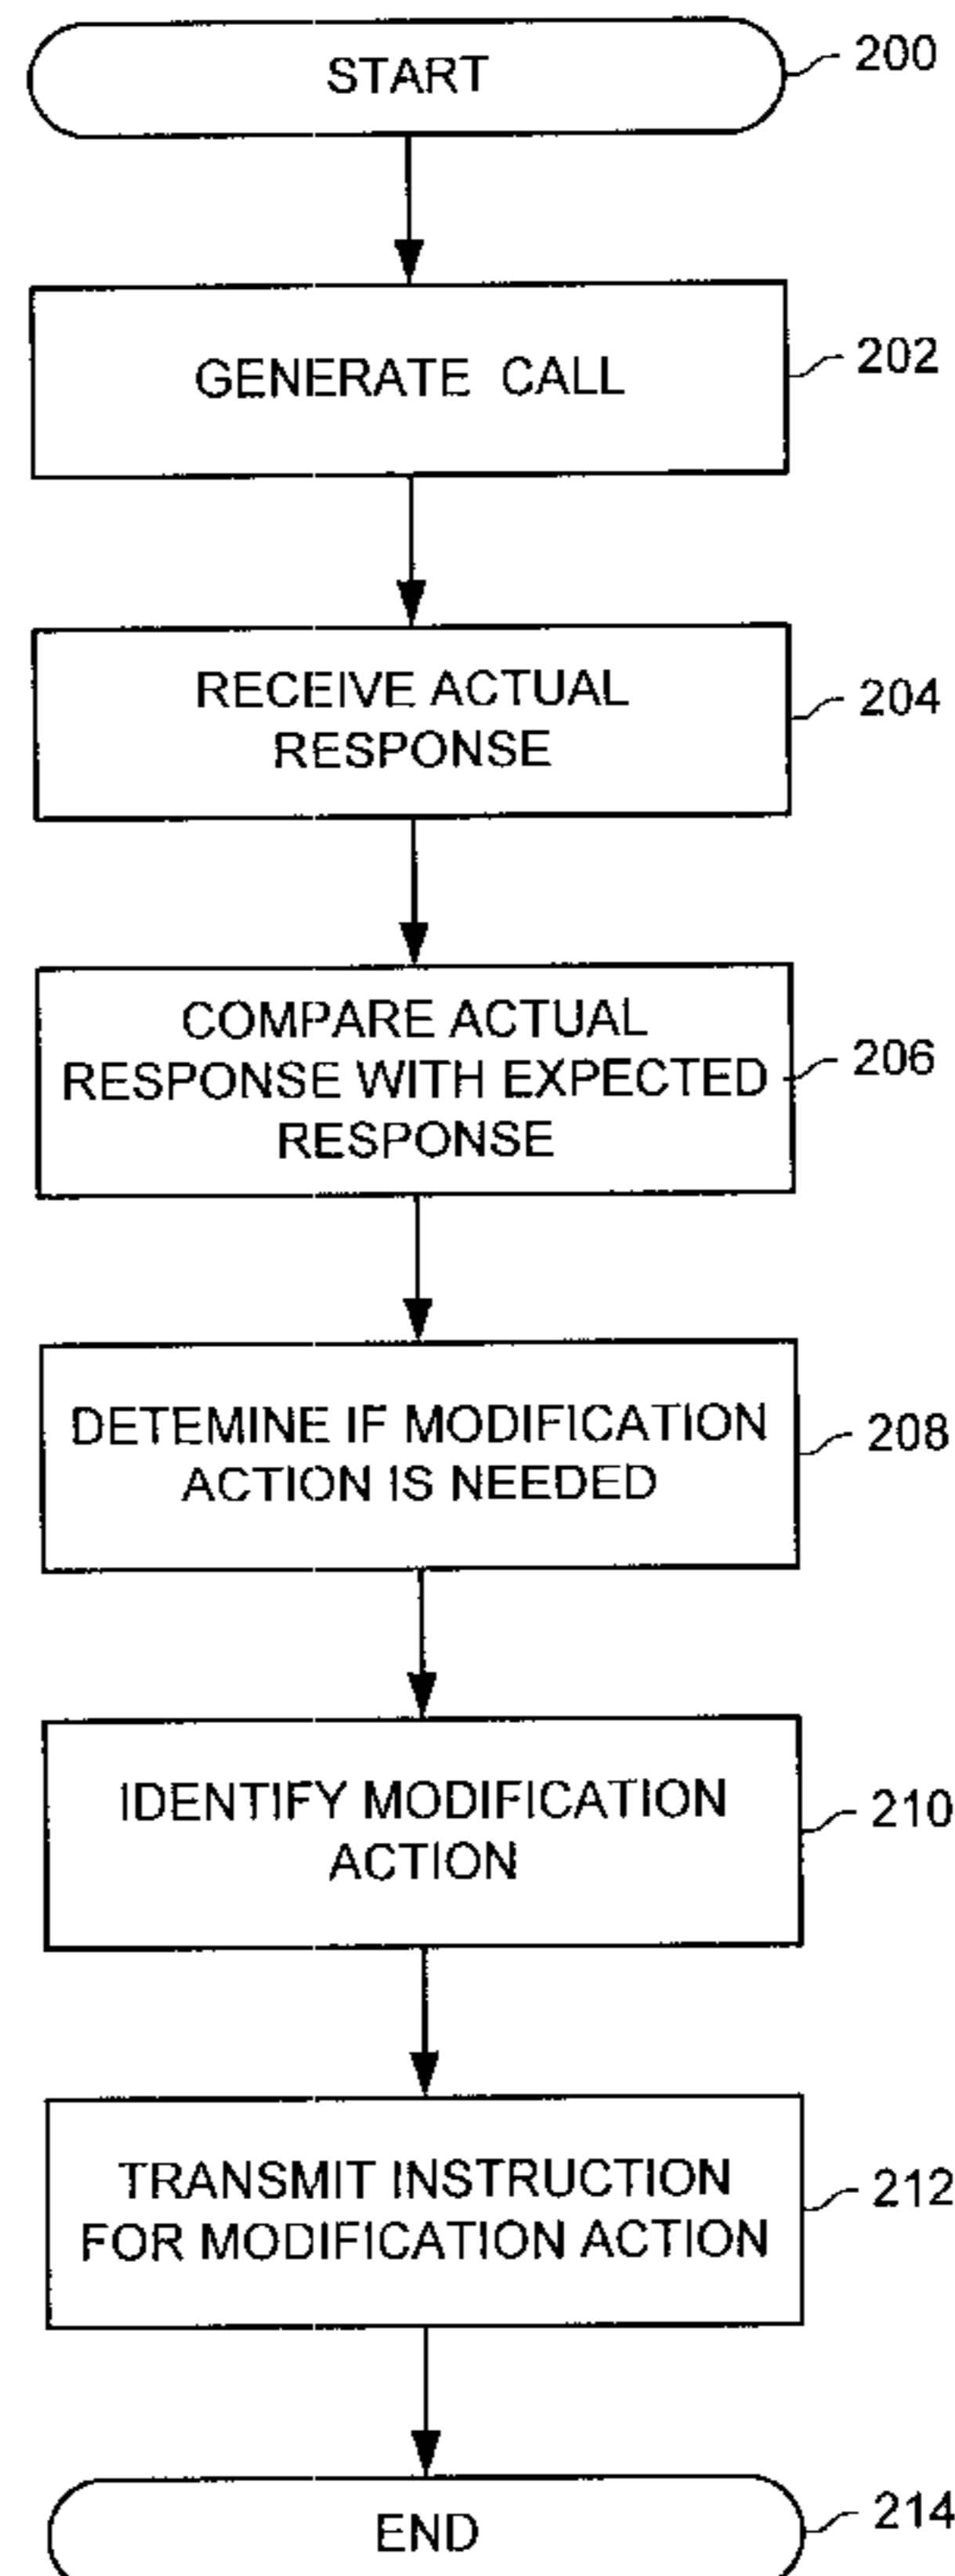 START
200
GENERATE CALL
202
RECEIVE ACTUAL
RESPONSE
204
COMPARE ACTUAL
RESPONSE WITH EXPECTED
RESPONSE
206
DETEMINE IF MODIFICATION
ACTION IS NEEDED
208
IDENTIFY MODIFICATION
ACTION
210
TRANSMIT INSTRUCTION
FOR MODIFICATION ACTION
212
END
214